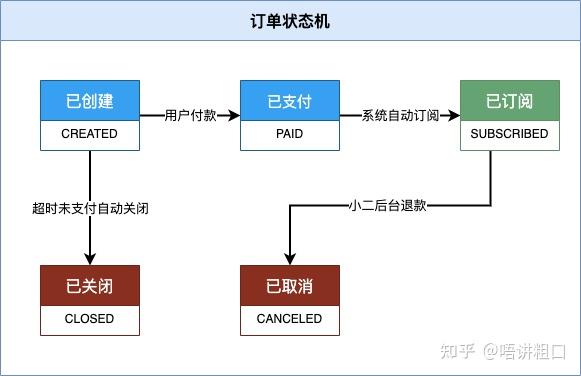 订单状态机
已创建
CREATED
用户付款
已支付
PAID
系统自动订阅
已订阅
SUBSCRIBED
超时未支付自动关闭
小二后台退款
已关闭
CLOSED
已取消
CANCELED
知乎 @唔讲粗口